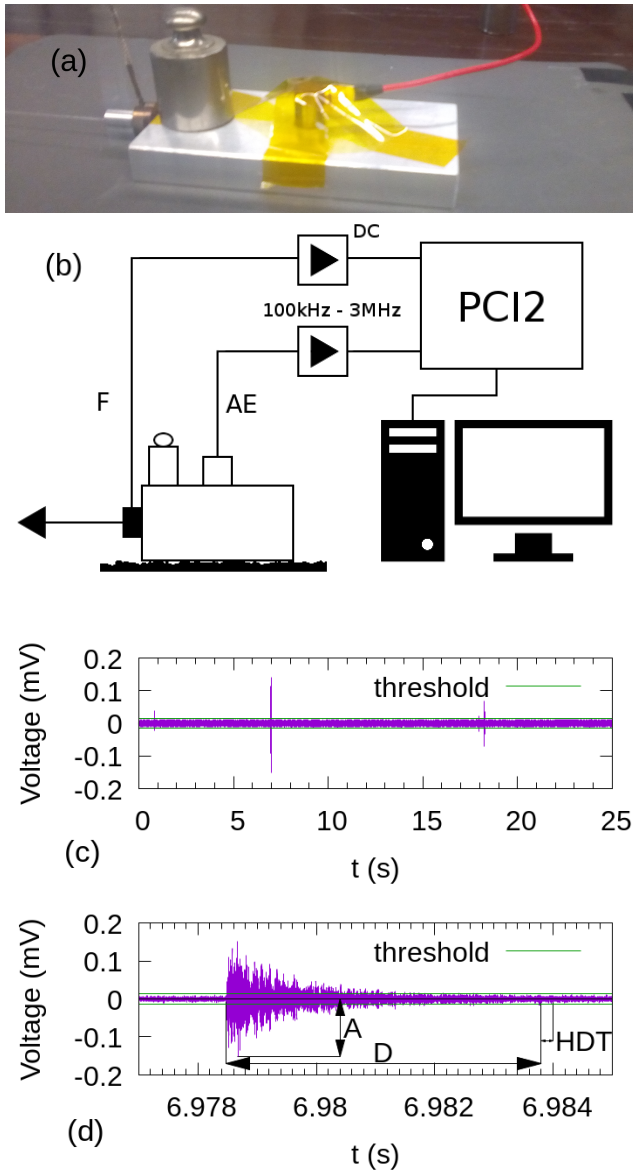 (a)
(b)
DC
100kHz - 3MHz
PCI2
F
AE
0.2
0.1
0
-0.1
-0.2
Voltage (mV)
threshold
0 5 10 15 20 25
t (s)
(c)
0.2
0.1
0
-0.1
-0.2
Voltage (mV)
threshold
A
D
HDT
6.978 6.98 6.982 6.984
t (s)
(d)